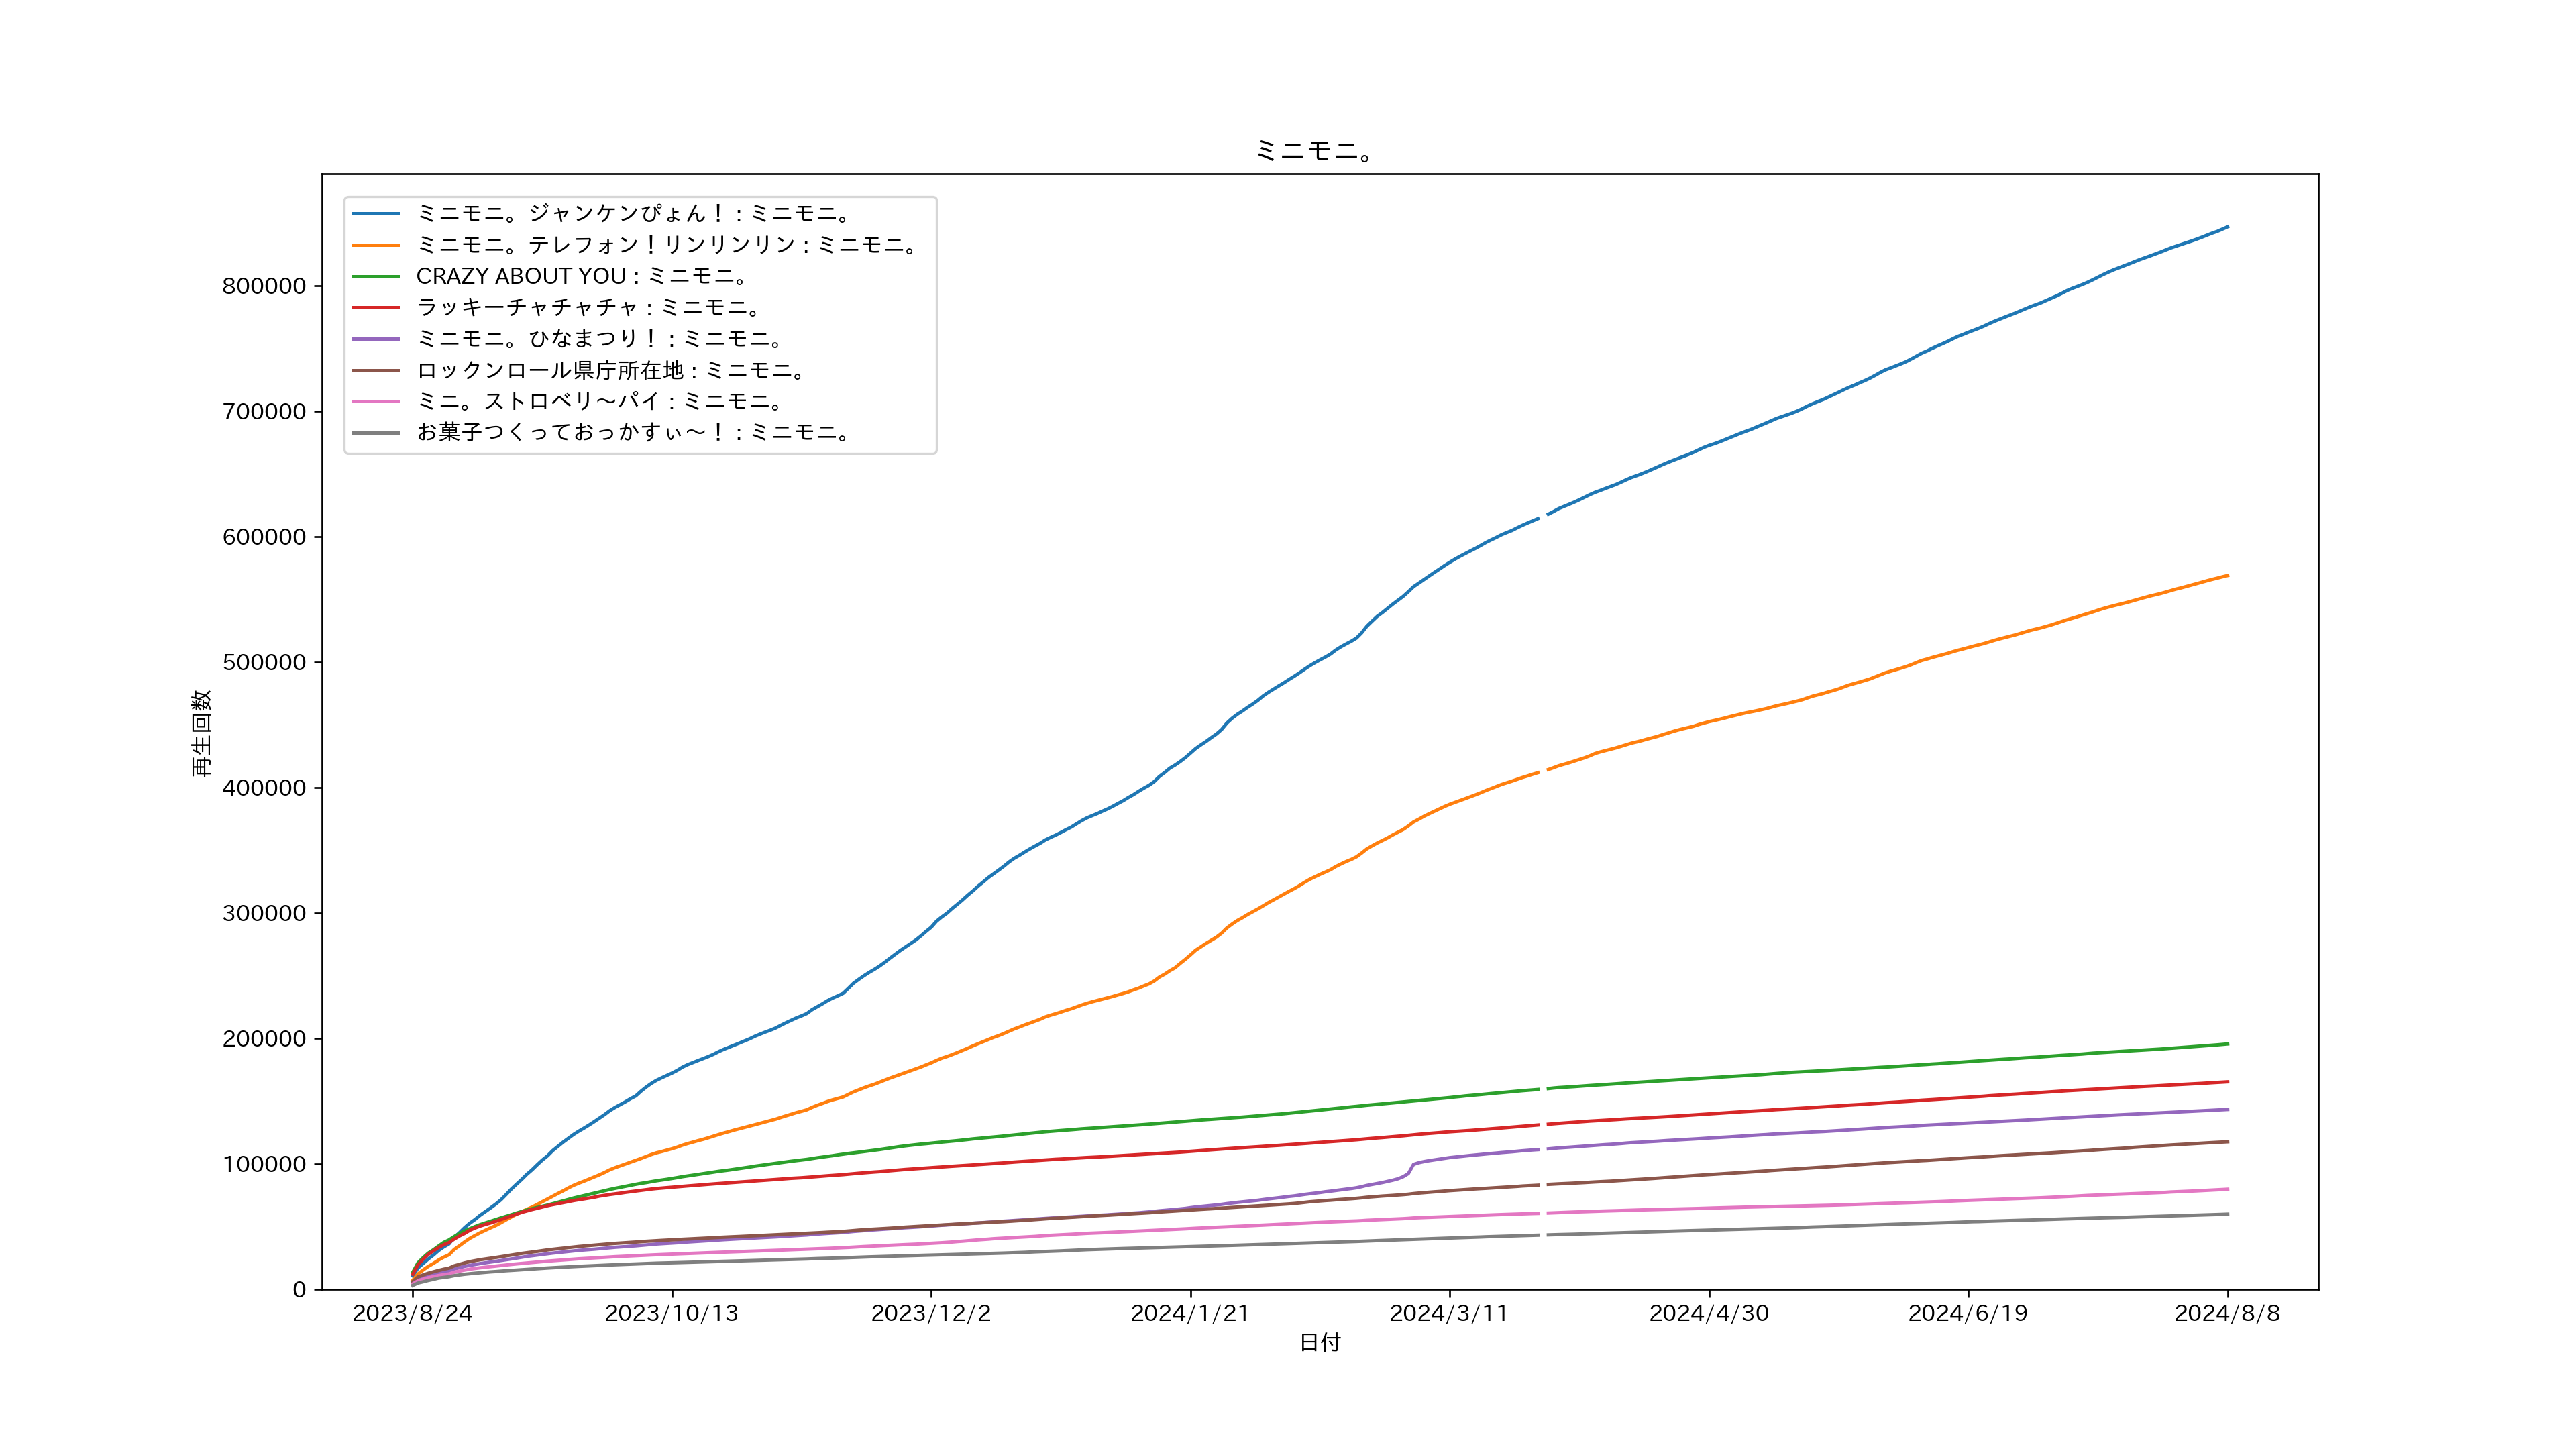 ミニモニ。
ミニモニ。ジャンケンぴょん！ : ミニモニ。
ミニモニ。テレフォン！リンリンリン : ミニモニ。
CRAZY ABOUT YOU : ミニモニ。
ラッキーチャチャチャ : ミニモニ。
ミニモニ。ひなまつり！ : ミニモニ。
ロックンロール県庁所在地 : ミニモニ。
ミニ。ストロベリ～パイ : ミニモニ。
お菓子つくっておっかすぃ～！ : ミニモニ。
再生回数
800000
700000
600000
500000
400000
300000
200000
100000
0
2023/8/24 2023/10/13 2023/12/2 2024/1/21 2024/3/11 2024/4/30 2024/6/19 2024/8/8
日付